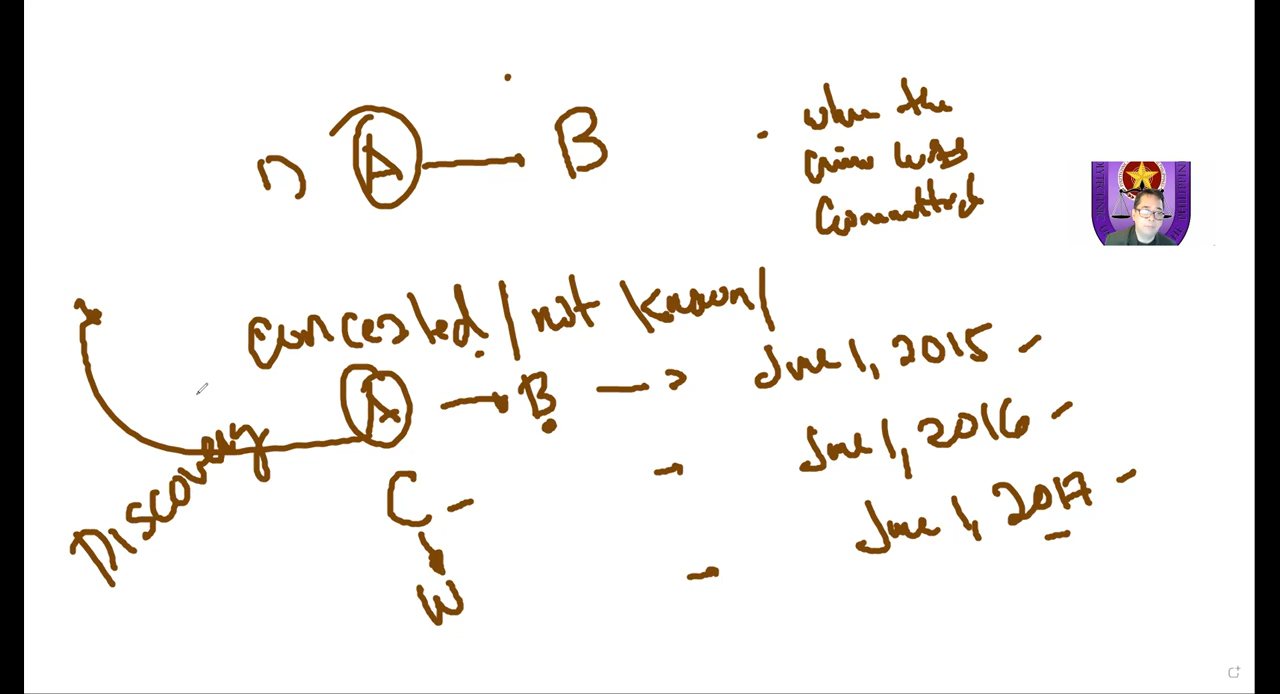 A B
when the
crime was
committed
concealed / not known /
A B June 1, 2015
Discovery
June 1, 2016
C
June 1, 2017
W